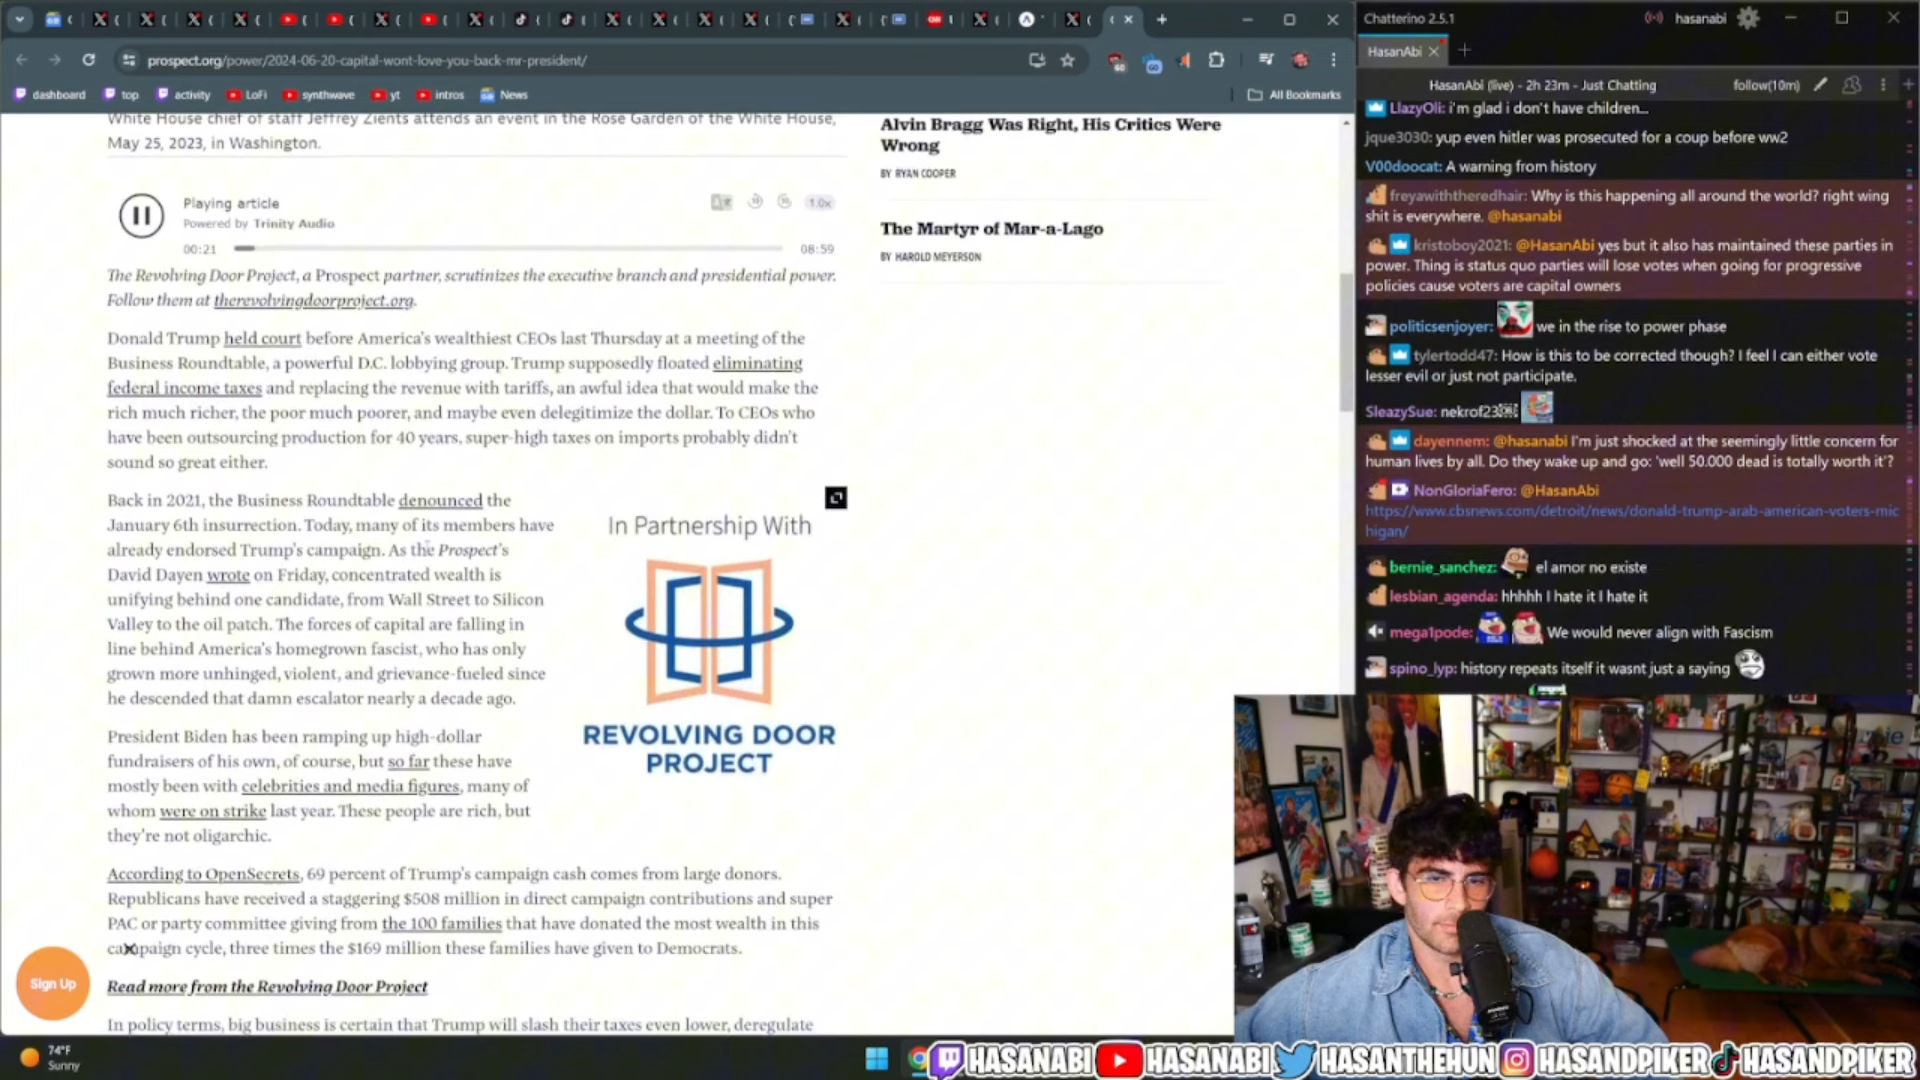 Chatterino 2.5.1
hasanabi
prospect.org/power/2024-06-20-capital-wont-love-you-back-mr-president/
HasanAbi
dashboard top activity LoFi synthwave yt intros News All Bookmarks
HasanAbi (live) - 2h 23m - Just Chatting follow(10m)
White House chief of staff Jeffrey Zients attends an event in the Rose Garden of the White House,
May 25, 2023, in Washington.
Playing article
Powered by Trinity Audio
1.0x
00:21
08:59
The Revolving Door Project, a Prospect partner, scrutinizes the executive branch and presidential power.
Follow them at therevolvingdoorproject.org.
Donald Trump held court before America's wealthiest CEOs last Thursday at a meeting of the
Business Roundtable, a powerful D.C. lobbying group. Trump supposedly floated eliminating
federal income taxes and replacing the revenue with tariffs, an awful idea that would make the
rich much richer, the poor much poorer, and maybe even delegitimize the dollar. To CEOs who
have been outsourcing production for 40 years, super-high taxes on imports probably didn't
sound so great either.
Back in 2021, the Business Roundtable denounced the
January 6th insurrection. Today, many of its members have
already endorsed Trump's campaign. As the Prospect's
David Dayen wrote on Friday, concentrated wealth is
unifying behind one candidate, from Wall Street to Silicon
Valley to the oil patch. The forces of capital are falling in
line behind America's homegrown fascist, who has only
grown more unhinged, violent, and grievance-fueled since
he descended that damn escalator nearly a decade ago.
In Partnership With
REVOLVING DOOR
PROJECT
President Biden has been ramping up high-dollar
fundraisers of his own, of course, but so far these have
mostly been with celebrities and media figures, many of
whom were on strike last year. These people are rich, but
they're not oligarchic.
According to OpenSecrets, 69 percent of Trump's campaign cash comes from large donors.
Republicans have received a staggering $508 million in direct campaign contributions and super
PAC or party committee giving from the 100 families that have donated the most wealth in this
campaign cycle, three times the $169 million these families have given to Democrats.
Read more from the Revolving Door Project
In policy terms, big business is certain that Trump will slash their taxes even lower, deregulate
Sign Up
Alvin Bragg Was Right, His Critics Were
Wrong
BY RYAN COOPER
The Martyr of Mar-a-Lago
BY HAROLD MEYERSON
LlazyOli: i'm glad i don't have children...
jque3030: yup even hitler was prosecuted for a coup before ww2
V00doocat: A warning from history
freyawiththeredhair: Why is this happening all around the world? right wing
shit is everywhere. @hasanabi
kristoboy2021: @HasanAbi yes but it also has maintained these parties in
power. Thing is status quo parties will lose votes when going for progressive
policies cause voters are capital owners
politicsenjoyer: we in the rise to power phase
tylertodd47: How is this to be corrected though? I feel I can either vote
lesser evil or just not participate.
SleazySue: nekrof23
dayennem: @hasanabi I'm just shocked at the seemingly little concern for
human lives by all. Do they wake up and go: 'well 50.000 dead is totally worth it'?
NonGloriaFero: @HasanAbi
https://www.cbsnews.com/detroit/news/donald-trump-arab-american-voters-mic
higan/
bernie_sanchez: el amor no existe
lesbian_agenda: hhhhh I hate it I hate it
mega1pode: We would never align with Fascism
spino_lyp: history repeats itself it wasnt just a saying
74°F
Sunny
HASANABI HASANABI HASANTHEHUN HASANDPIKER HASANDPIKER